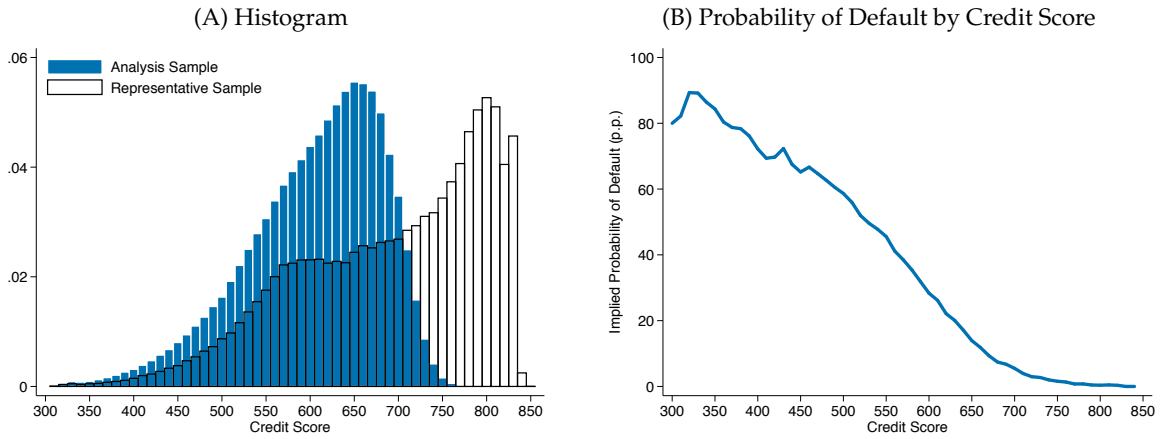 (A) Histogram
.06
.04
.02
0
Analysis Sample
Representative Sample
300 350 400 450 500 550 600 650 700 750 800 850
Credit Score
(B) Probability of Default by Credit Score
Implied Probability of Default (p.p.)
100
80
60
40
20
0
300 350 400 450 500 550 600 650 700 750 800 850
Credit Score